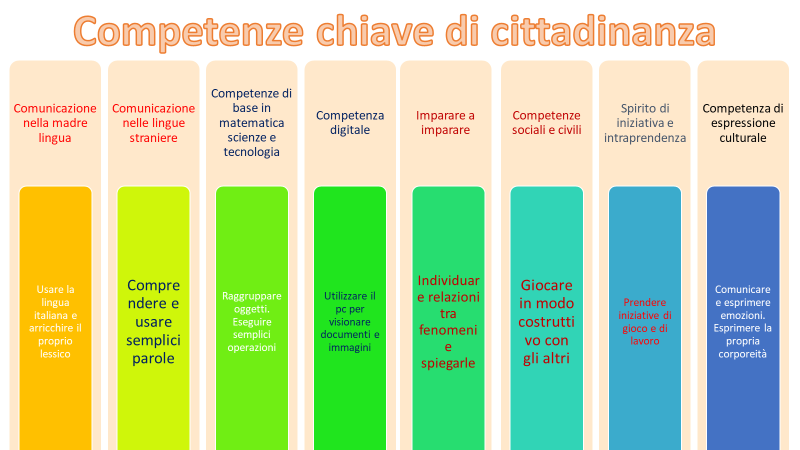 Competenze chiave di cittadinanza
Comunicazione
nella madre
lingua
Usare la
lingua
italiana e
arricchire il
proprio
lessico
Comunicazione
nelle lingue
straniere
Compre
ndere e
usare
semplici
parole
Competenze di
base in
matematica
scienze e
tecnologia
Raggruppare
oggetti.
Eseguire
semplici
operazioni
Competenza
digitale
Utilizzare il
pc per
visionare
documenti e
immagini
Imparare a
imparare
Individuar
e relazioni
tra
fenomeni
e
spiegarle
Competenze
sociali e civili
Giocare
in modo
costrutti
vo con
gli altri
Spirito di
iniziativa e
intraprendenza
Prendere
iniziative di
gioco e di
lavoro
Competenza di
espressione
culturale
Comunicare
e esprimere
emozioni.
Esprimere la
propria
corporeità